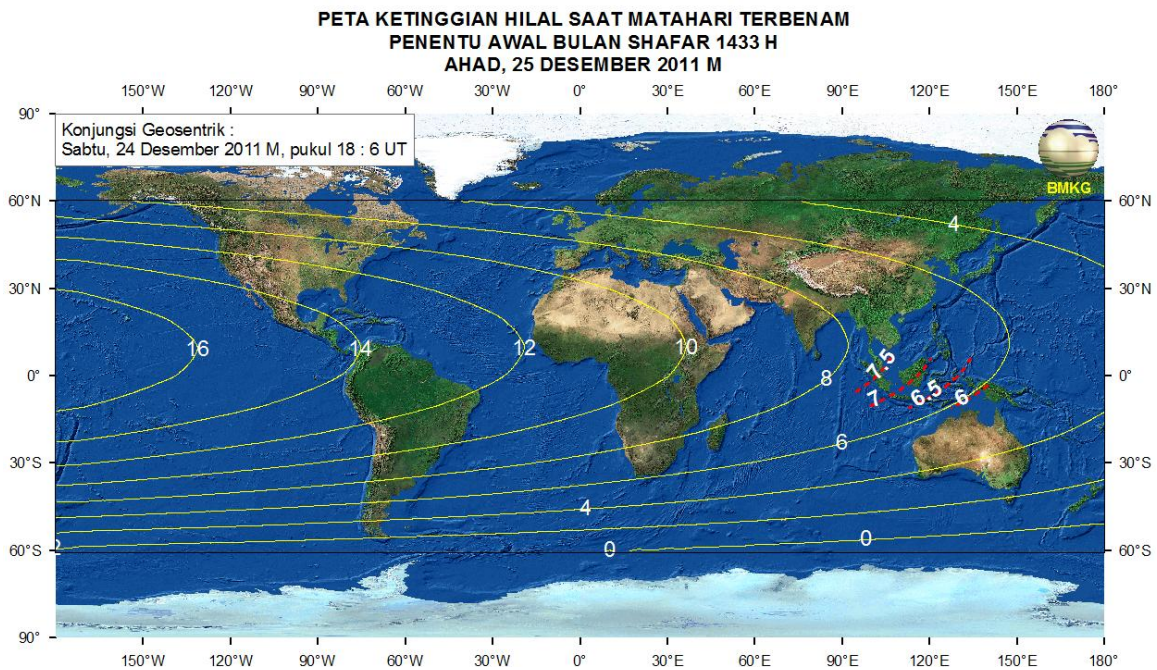 PETA KETINGGIAN HILAL SAAT MATAHARI TERBENAM
PENENTU AWAL BULAN SHAFAR 1433 H
AHAD, 25 DESEMBER 2011 M
150°W 120°W 90°W 60°W 30°W 0° 30°E 60°E 90°E 120°E 150°E 180°
90°
Konjungsi Geosentrik :
Sabtu, 24 Desember 2011 M, pukul 18 : 6 UT
BMKG
60°N 60°N
4
30°N 30°N
16 14 12 10 8
7.5
0° 0°
7 6.5 6
6
30°S 30°S
4
0
0
2
60°S 60°S
90°
150°W 120°W 90°W 60°W 30°W 0° 30°E 60°E 90°E 120°E 150°E 180°